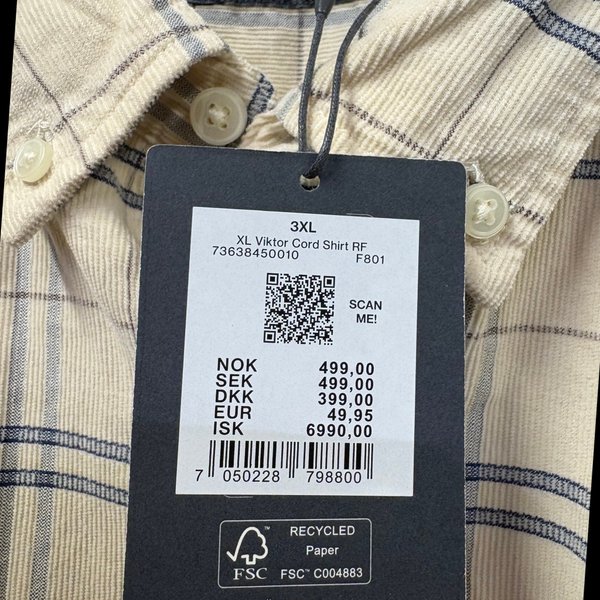 3XL
XL Viktor Cord Shirt RF
73638450010 F801
SCAN
ME!
NOK 499,00
SEK 499,00
DKK 399,00
EUR 49,95
ISK 6990,00
7 050228 798800
RECYCLED
Paper
FSC™ C004883
FSC